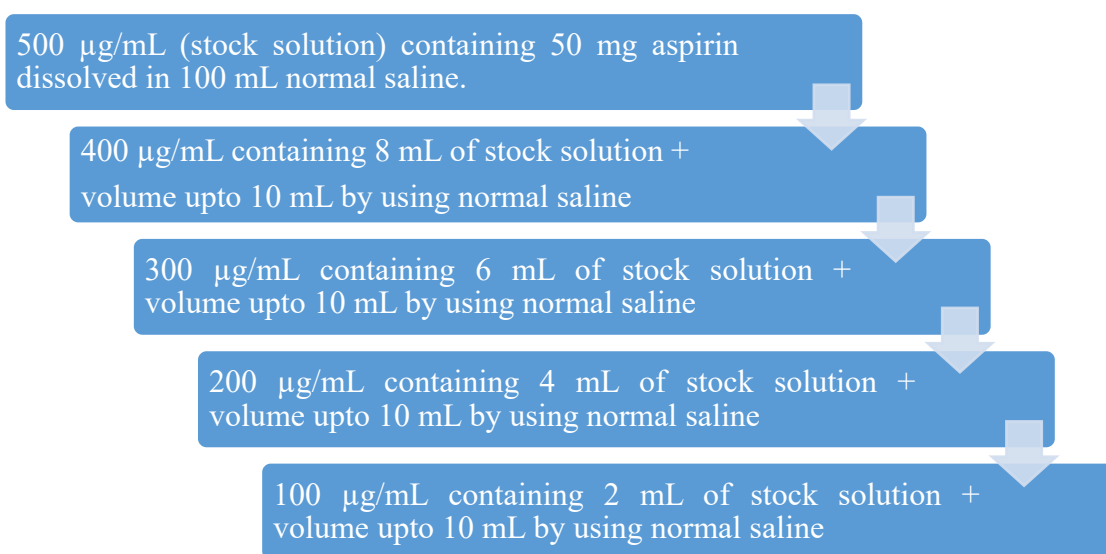 500 µg/mL (stock solution) containing 50 mg aspirin
dissolved in 100 mL normal saline.
400 µg/mL containing 8 mL of stock solution +
volume upto 10 mL by using normal saline
300 µg/mL containing 6 mL of stock solution +
volume upto 10 mL by using normal saline
200 µg/mL containing 4 mL of stock solution +
volume upto 10 mL by using normal saline
100 µg/mL containing 2 mL of stock solution +
volume upto 10 mL by using normal saline